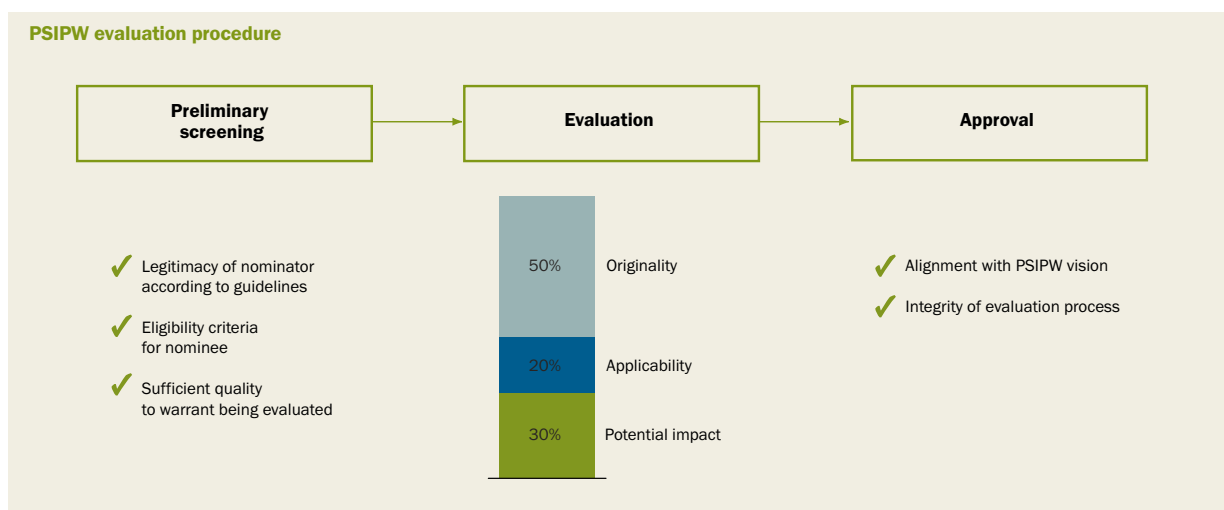 PSIPW evaluation procedure
Preliminary
screening
Evaluation
Approval
Legitimacy of nominator
according to guidelines
Eligibility criteria
for nominee
Sufficient quality
to warrant being evaluated
50%
Originality
20%
Applicability
30%
Potential impact
Alignment with PSIPW vision
Integrity of evaluation process